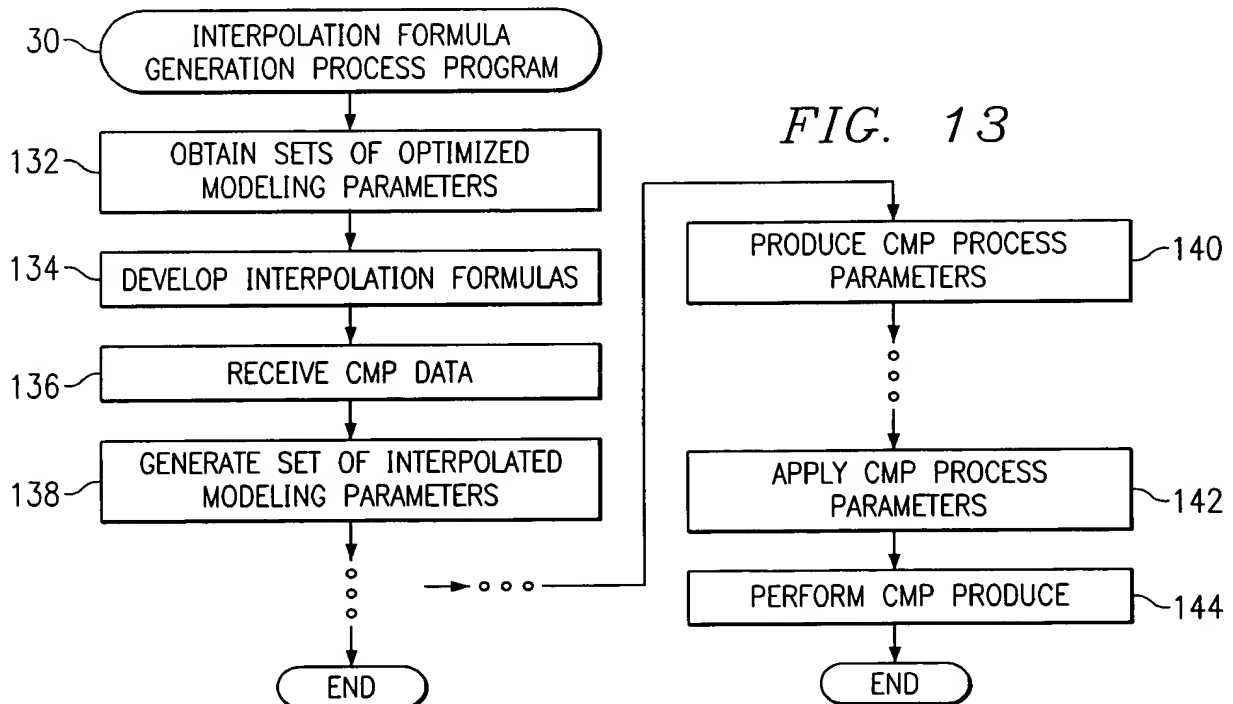 30
INTERPOLATION FORMULA
GENERATION PROCESS PROGRAM
132
OBTAIN SETS OF OPTIMIZED
MODELING PARAMETERS
134
DEVELOP INTERPOLATION FORMULAS
136
RECEIVE CMP DATA
138
GENERATE SET OF INTERPOLATED
MODELING PARAMETERS
END
FIG. 13
PRODUCE CMP PROCESS
PARAMETERS
140
APPLY CMP PROCESS
PARAMETERS
142
PERFORM CMP PRODUCE
144
END